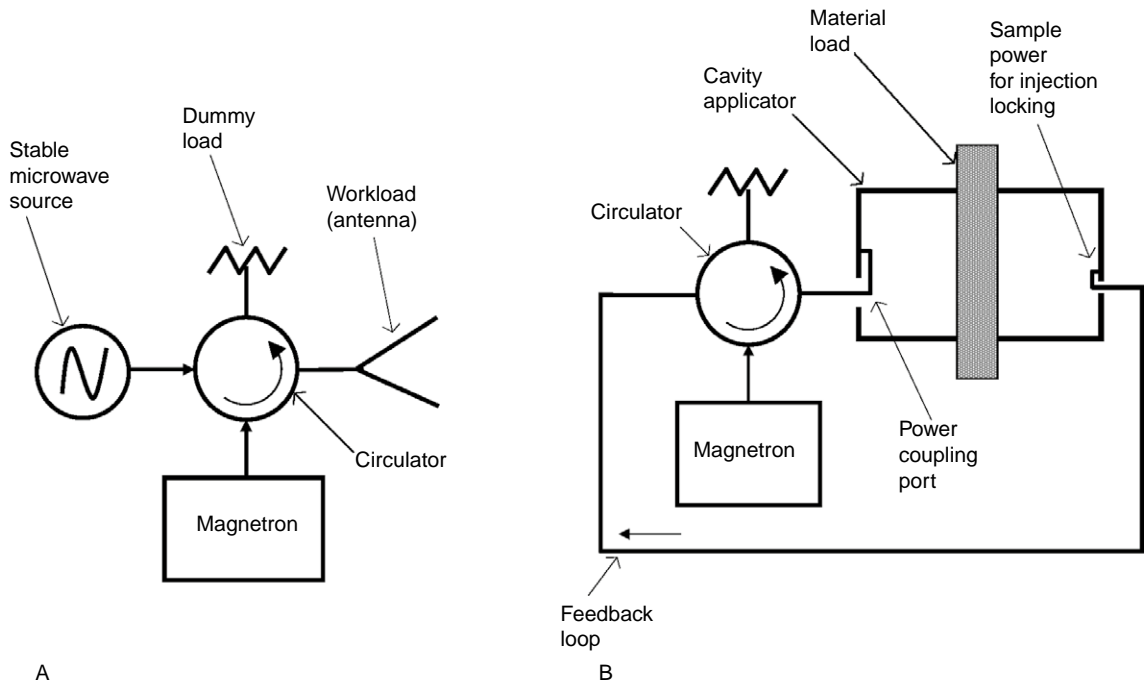 Stable
microwave
source
Dummy
load
Workload
(antenna)
Circulator
Magnetron
A
Material
load
Cavity
applicator
Sample
power
for injection
locking
Circulator
Magnetron
Power
coupling
port
Feedback
loop
B